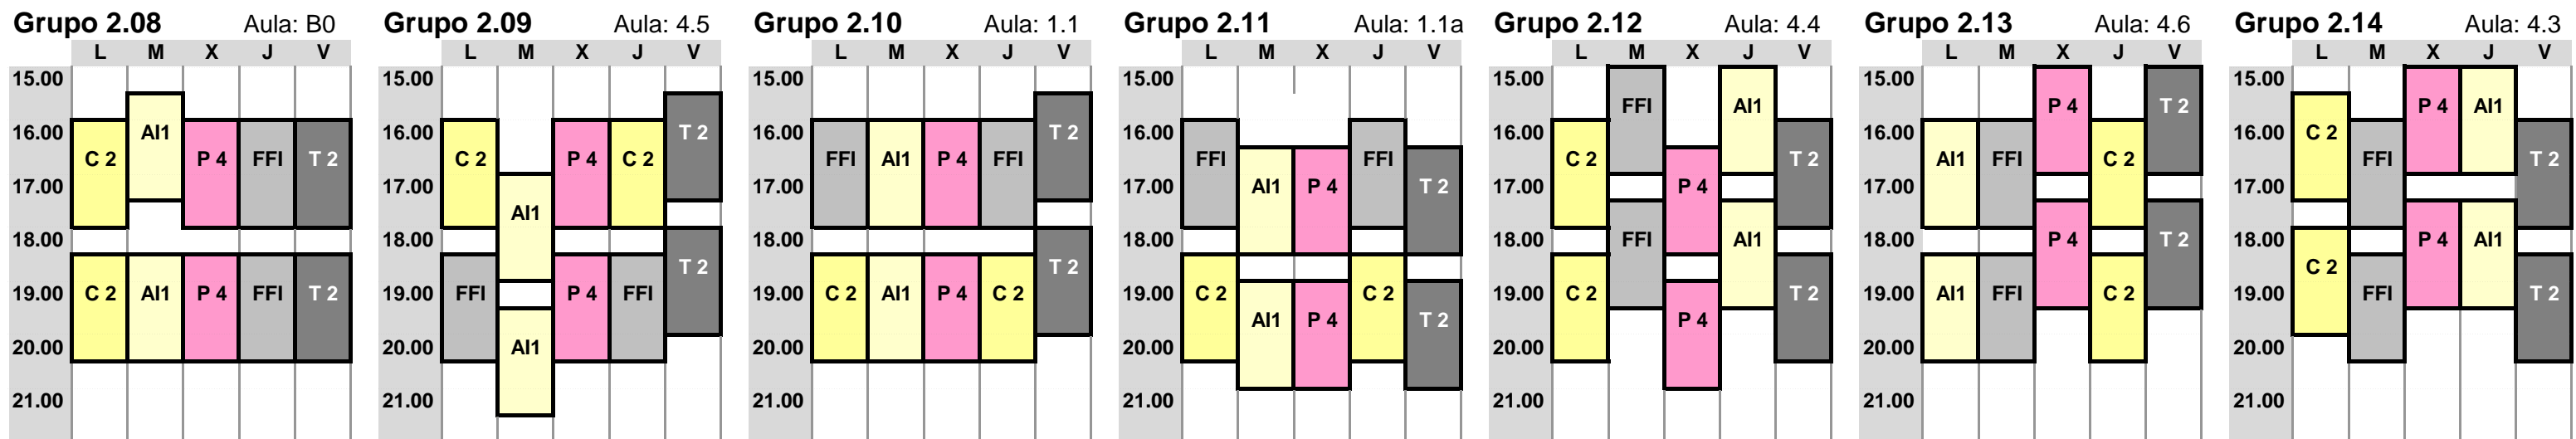 Grupo 2.08 Aula: B0
L M X J V
15.00
16.00
17.00
18.00
19.00
20.00
21.00
C 2 AI1 P 4 FFI T 2
C 2 AI1 P 4 FFI T 2
Grupo 2.09 Aula: 4.5
L M X J V
15.00
16.00
17.00
18.00
19.00
20.00
21.00
C 2 AI1 P 4 C 2 T 2
FFI AI1 P 4 FFI T 2
Grupo 2.10 Aula: 1.1
L M X J V
15.00
16.00
17.00
18.00
19.00
20.00
21.00
FFI AI1 P 4 FFI T 2
C 2 AI1 P 4 C 2 T 2
Grupo 2.11 Aula: 1.1a
L M X J V
15.00
16.00
17.00
18.00
19.00
20.00
21.00
FFI AI1 P 4 FFI T 2
C 2 AI1 P 4 C 2 T 2
Grupo 2.12 Aula: 4.4
L M X J V
15.00
16.00
17.00
18.00
19.00
20.00
21.00
C 2 FFI P 4 AI1 T 2
C 2 FFI P 4 AI1 T 2
Grupo 2.13 Aula: 4.6
L M X J V
15.00
16.00
17.00
18.00
19.00
20.00
21.00
AI1 FFI P 4 C 2 T 2
AI1 FFI P 4 C 2 T 2
Grupo 2.14 Aula: 4.3
L M X J V
15.00
16.00
17.00
18.00
19.00
20.00
21.00
C 2 FFI P 4 AI1 T 2
C 2 FFI P 4 AI1 T 2